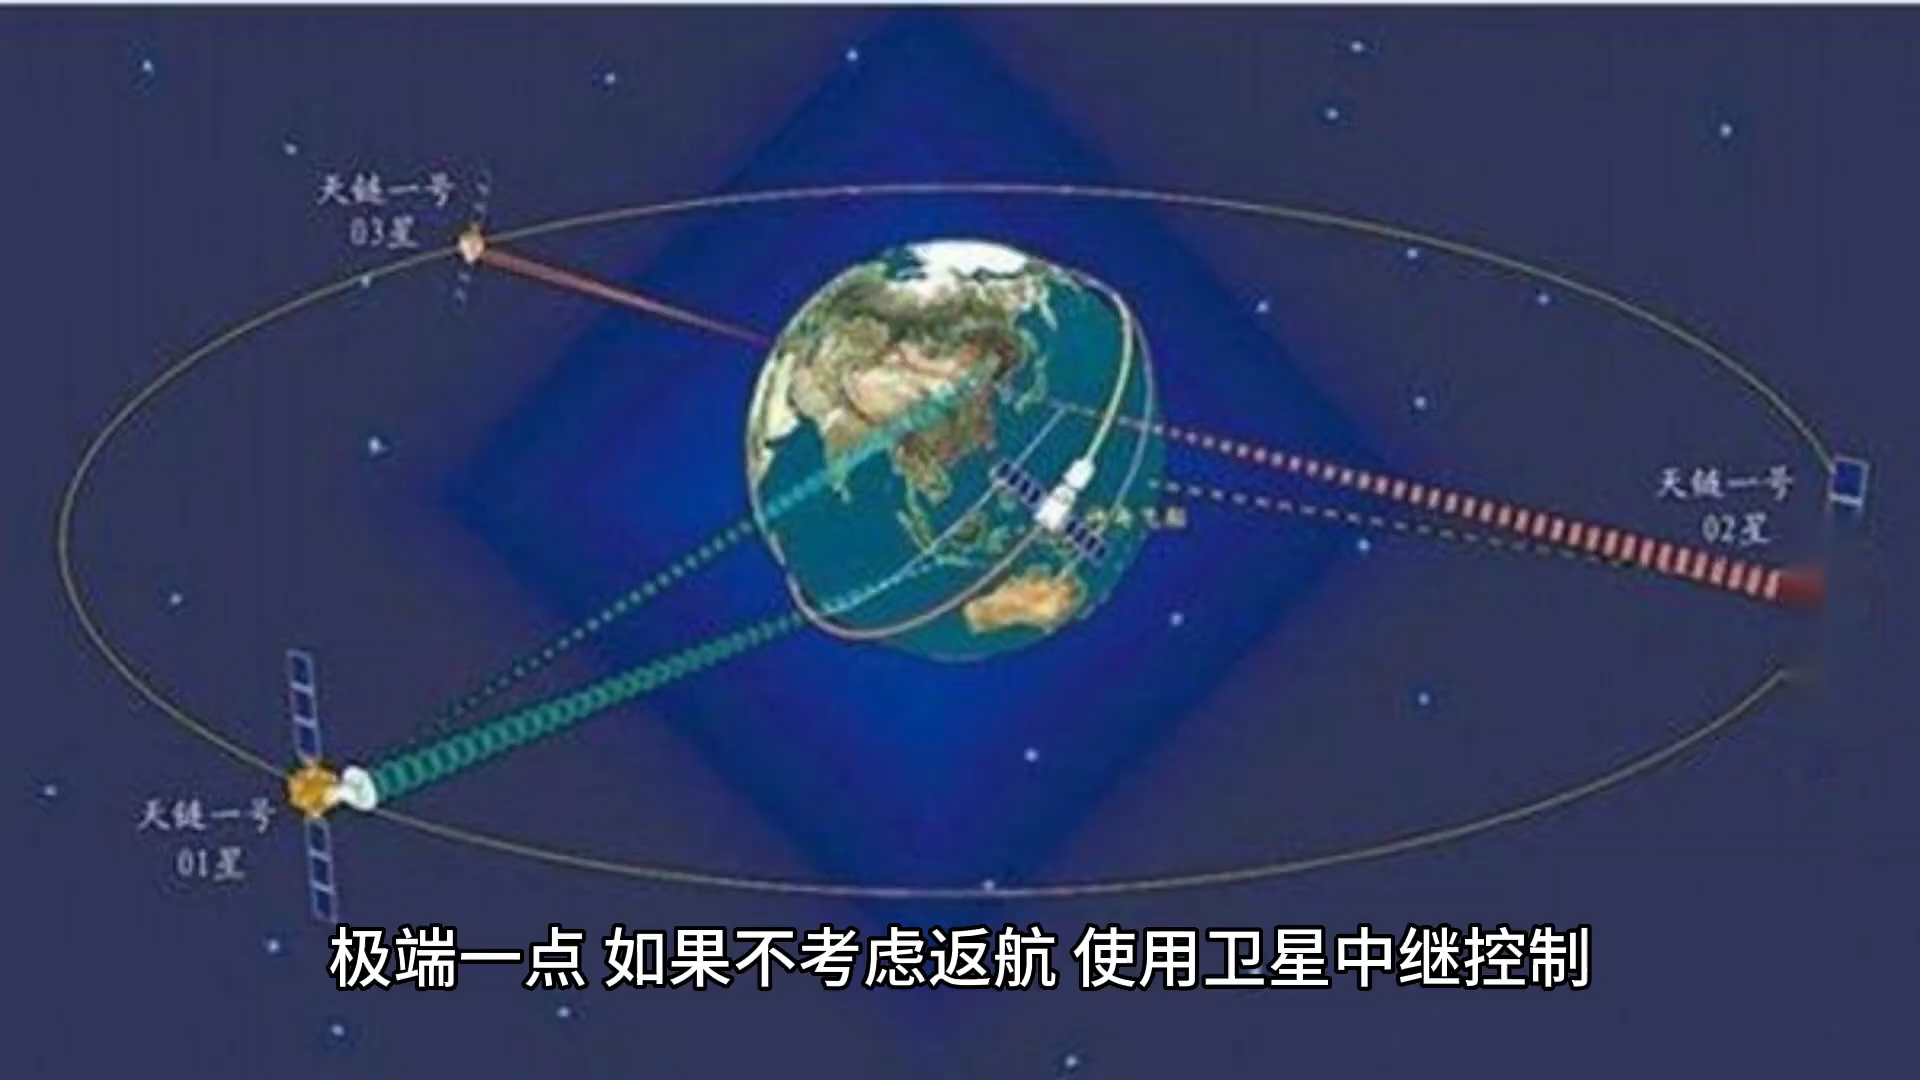 天链一号
03星
天链一号
02星
天链一号
01星
极端一点 如果不考虑返航 使用卫星中继控制